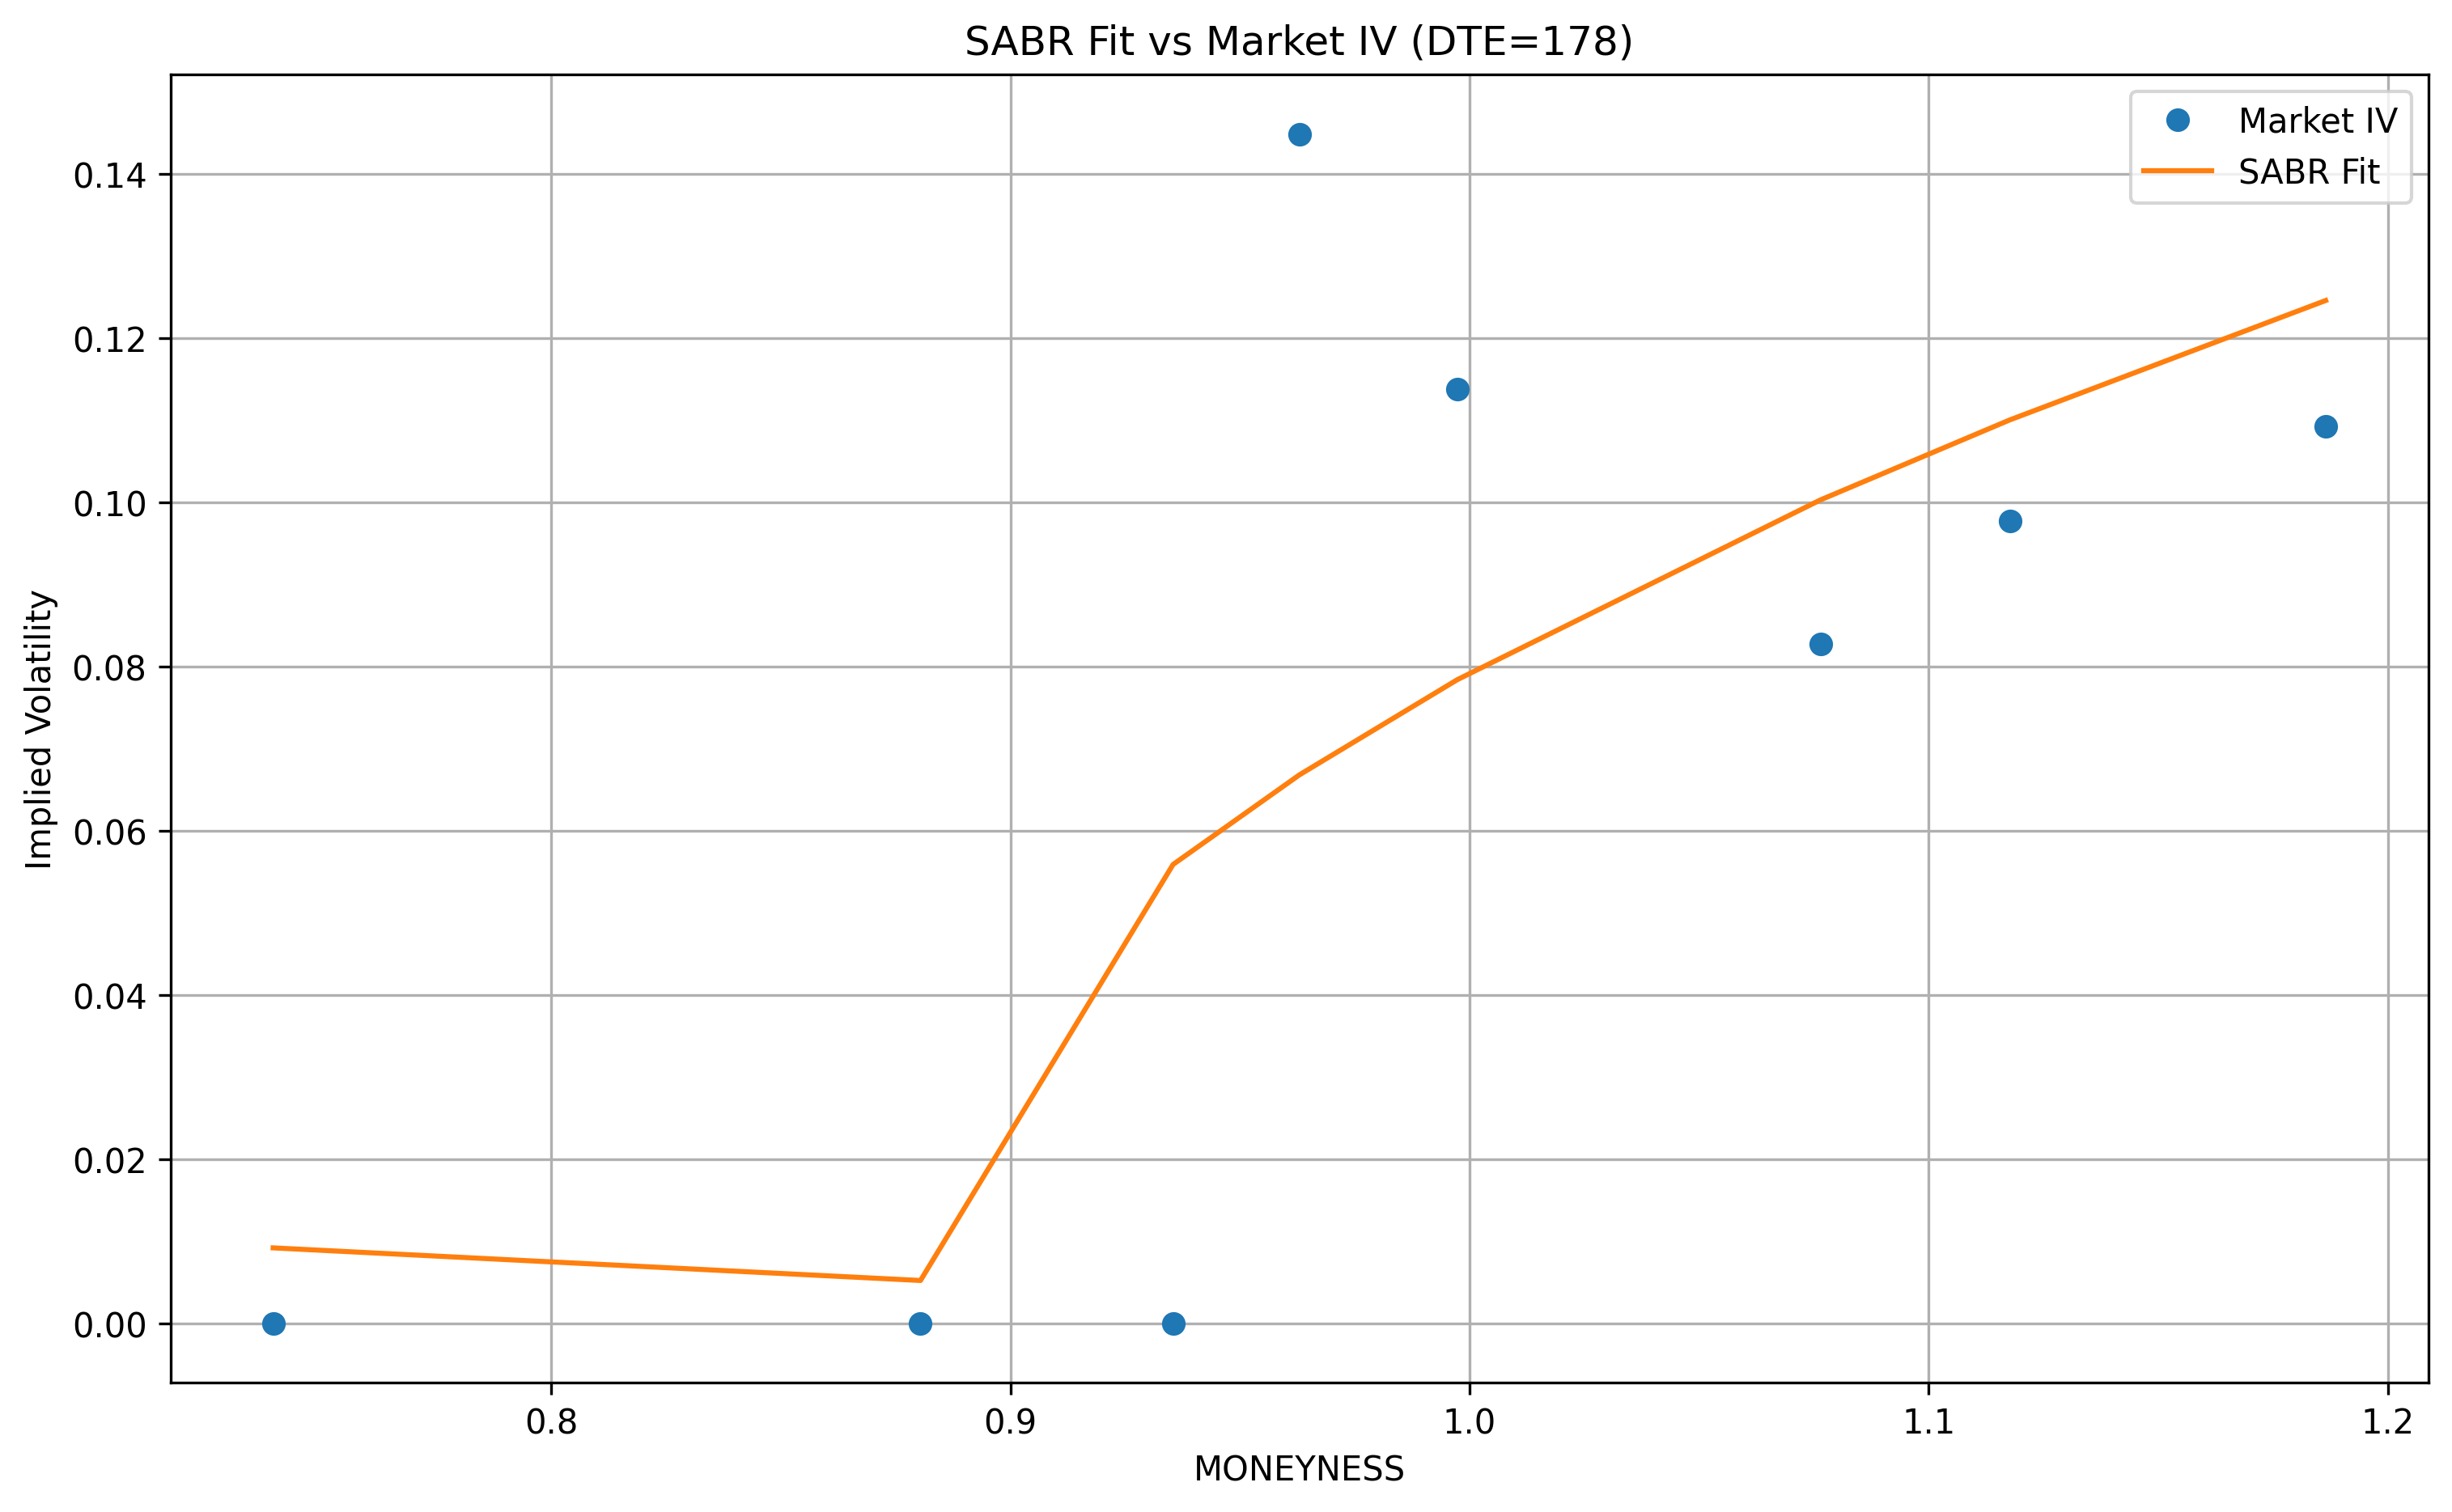 SABR Fit vs Market IV (DTE=178)
Market IV
SABR Fit
Implied Volatility
0.14
0.12
0.10
0.08
0.06
0.04
0.02
0.00
0.8
0.9
1.0
1.1
1.2
MONEYNESS